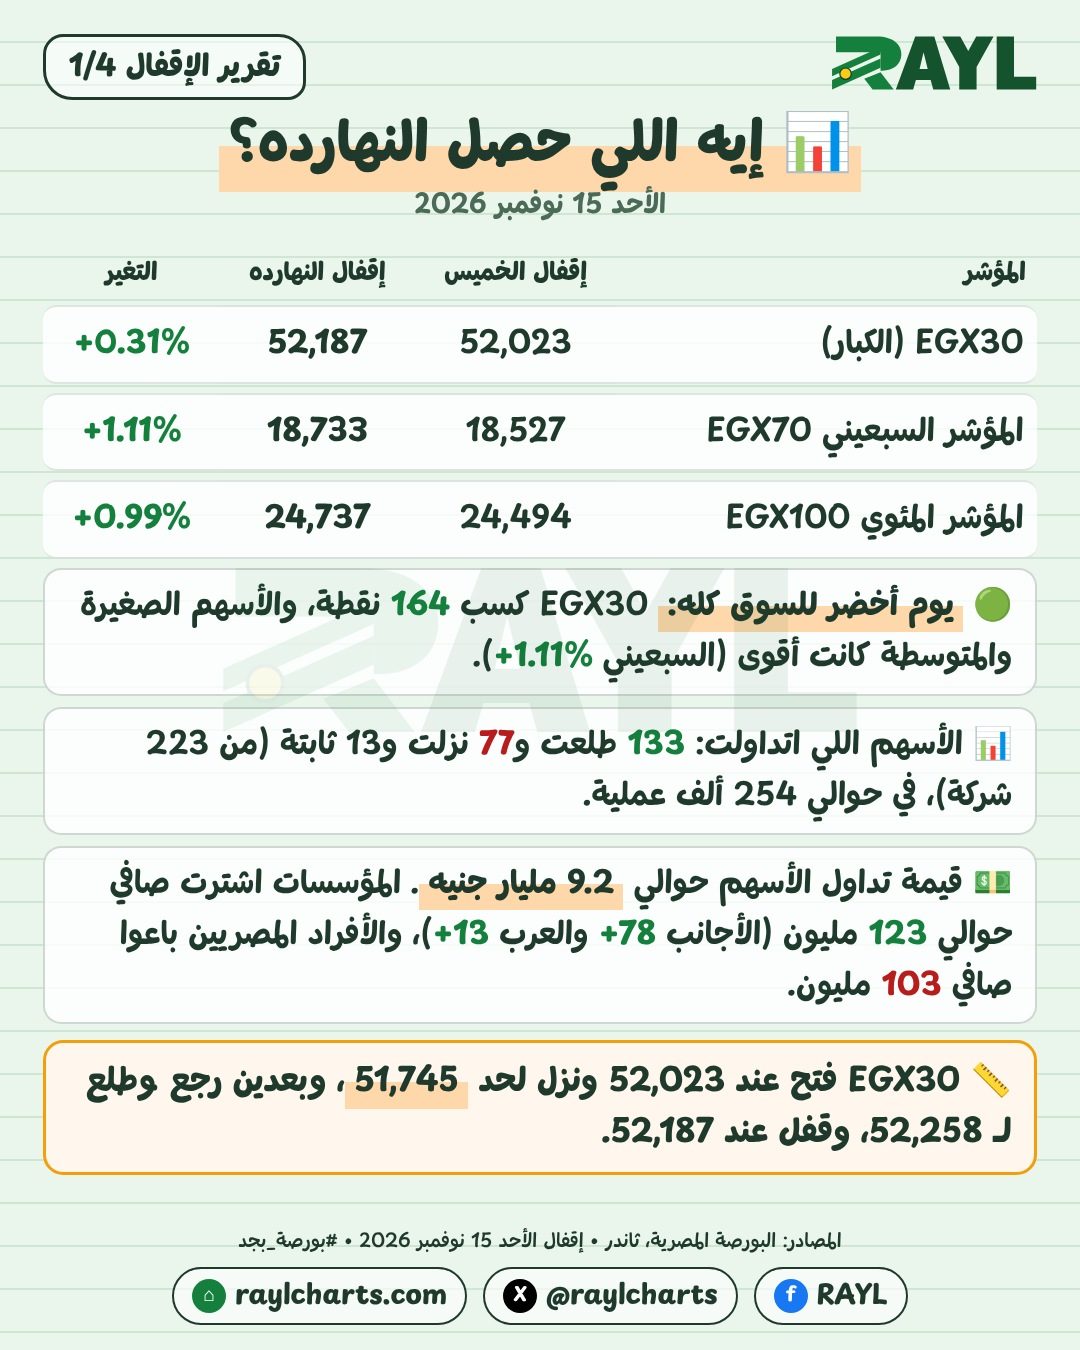 RAYL
تقرير الإقفال 1/4
📊 إيه اللي حصل النهارده؟
الأحد 15 نوفمبر 2026
المؤشر إقفال الخميس إقفال النهارده التغير
EGX30 (الكبار) 52,023 52,187 +0.31%
المؤشر السبعيني EGX70 18,527 18,733 +1.11%
المؤشر المئوي EGX100 24,494 24,737 +0.99%
🟢 يوم أخضر للسوق كله: EGX30 كسب 164 نقطة، والأسهم الصغيرة
والمتوسطة كانت أقوى (السبعيني +1.11%).
📊 الأسهم اللي اتداولت: 133 طلعت و77 نزلت و13 ثابتة (من 223
شركة)، في حوالي 254 ألف عملية.
💵 قيمة تداول الأسهم حوالي 9.2 مليار جنيه. المؤسسات اشترت صافي
حوالي 123 مليون (الأجانب +78 والعرب +13)، والأفراد المصريين باعوا
صافي 103 مليون.
📏 EGX30 فتح عند 52,023 ونزل لحد 51,745، وبعدين رجع وطلع
لـ 52,258، وقفل عند 52,187.
المصادر: البورصة المصرية، ثاندر • إقفال الأحد 15 نوفمبر 2026 • #بورصة_بجد
RAYL
@raylcharts
raylcharts.com